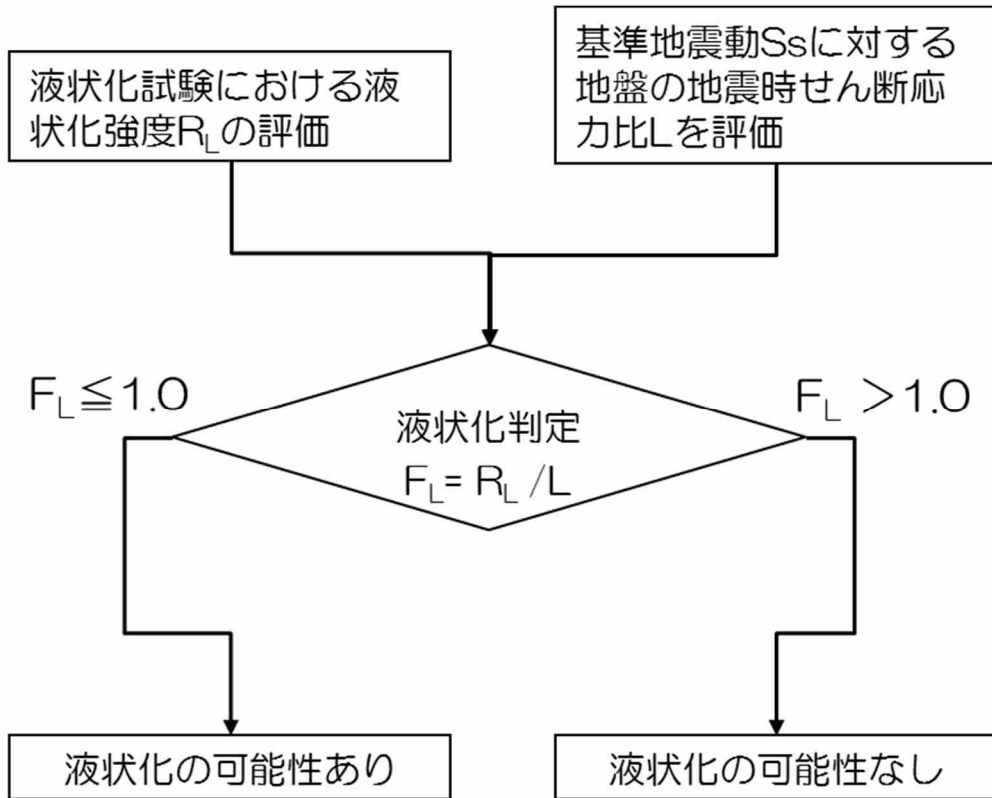 液状化試験における液
状化強度RLの評価
基準地震動Ssに対する
地盤の地震時せん断応
力比Lを評価
FL≦1.0
FL >1.0
液状化判定
FL= RL /L
液状化の可能性あり
液状化の可能性なし